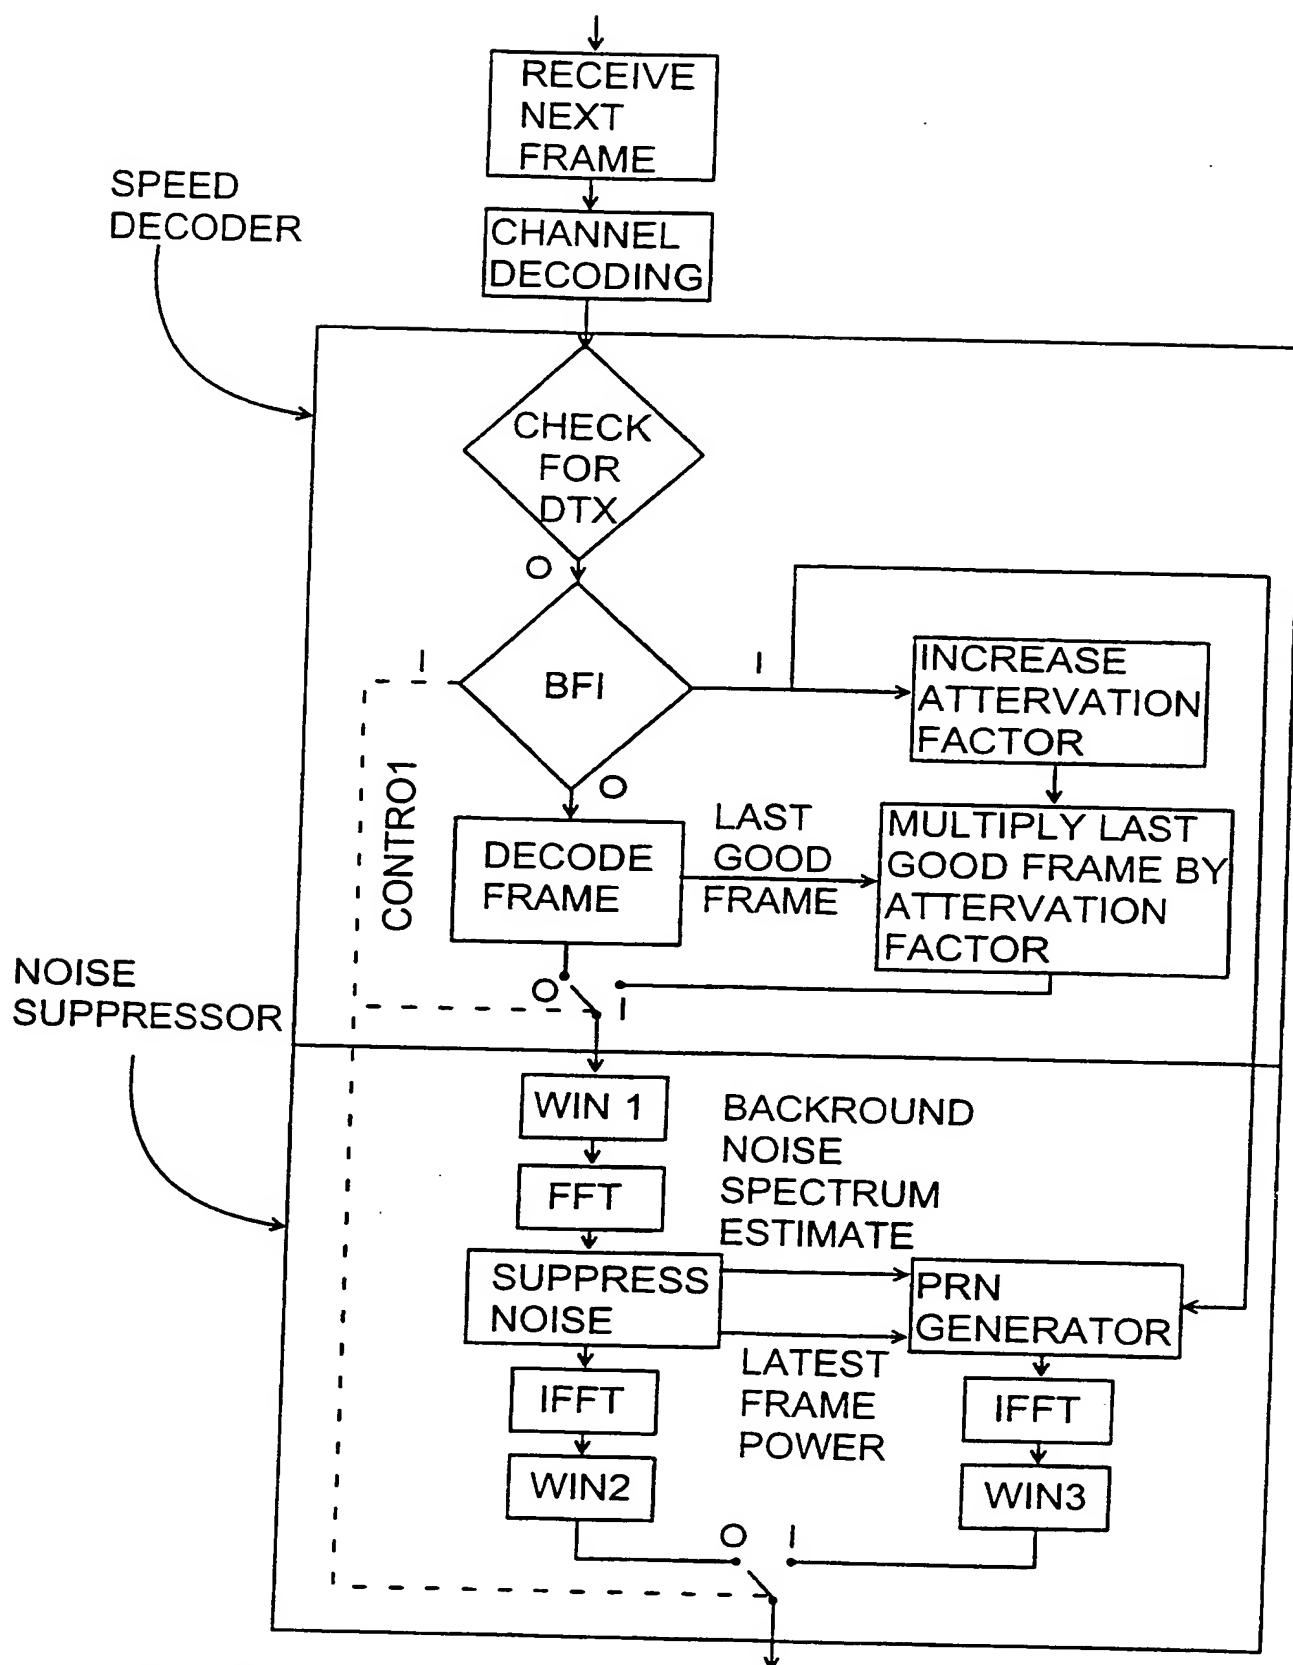 RECEIVE
NEXT
FRAME
SPEED
DECODER
CHANNEL
DECODING
CHECK
FOR
DTX
O
I
BFI
I
INCREASE
ATTERVATION
FACTOR
CONTRO1
O
DECODE
FRAME
LAST
GOOD
FRAME
MULTIPLY LAST
GOOD FRAME BY
ATTERVATION
FACTOR
NOISE
SUPPRESSOR
O
I
WIN 1
FFT
BACKROUND
NOISE
SPECTRUM
ESTIMATE
SUPPRESS
NOISE
PRN
GENERATOR
LATEST
FRAME
POWER
IFFT
IFFT
WIN2
WIN3
O
I